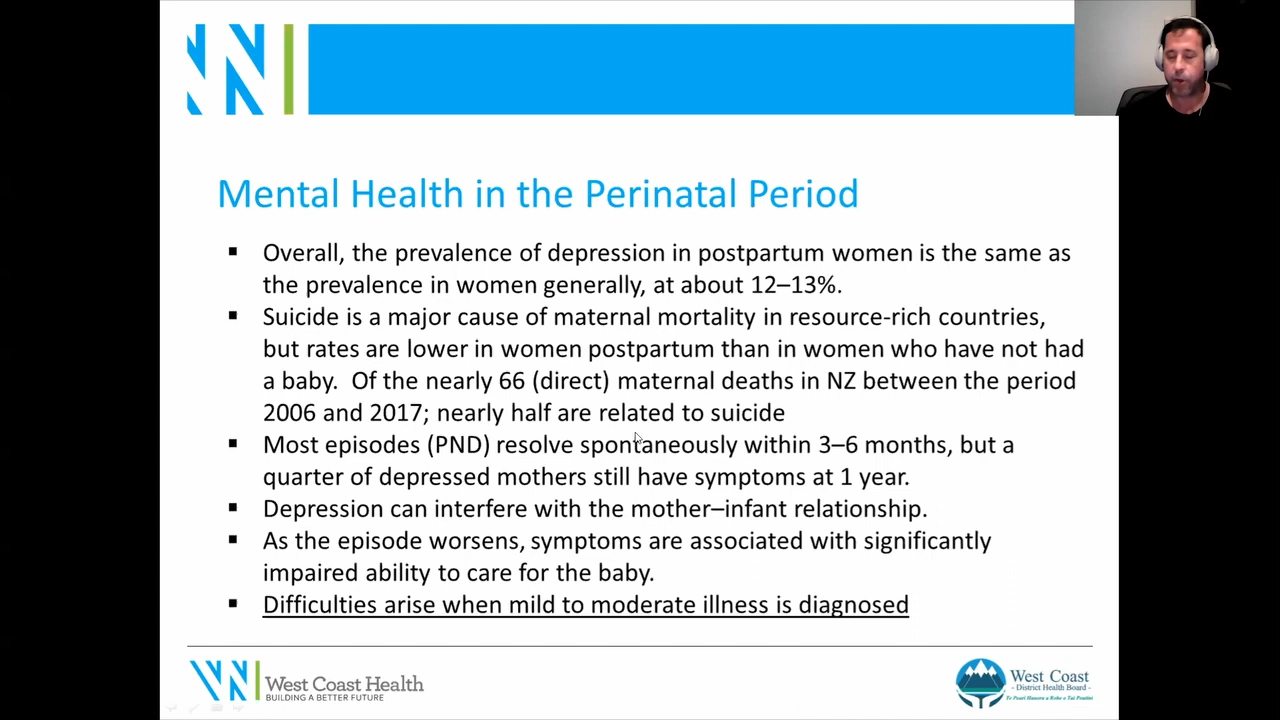 Mental Health in the Perinatal Period
▪ Overall, the prevalence of depression in postpartum women is the same as
the prevalence in women generally, at about 12–13%.
▪ Suicide is a major cause of maternal mortality in resource-rich countries,
but rates are lower in women postpartum than in women who have not had
a baby.  Of the nearly 66 (direct) maternal deaths in NZ between the period
2006 and 2017; nearly half are related to suicide
▪ Most episodes (PND) resolve spontaneously within 3–6 months, but a
quarter of depressed mothers still have symptoms at 1 year.
▪ Depression can interfere with the mother–infant relationship.
▪ As the episode worsens, symptoms are associated with significantly
impaired ability to care for the baby.
▪ Difficulties arise when mild to moderate illness is diagnosed
West Coast Health
BUILDING A BETTER FUTURE
West Coast
- District Health Board -